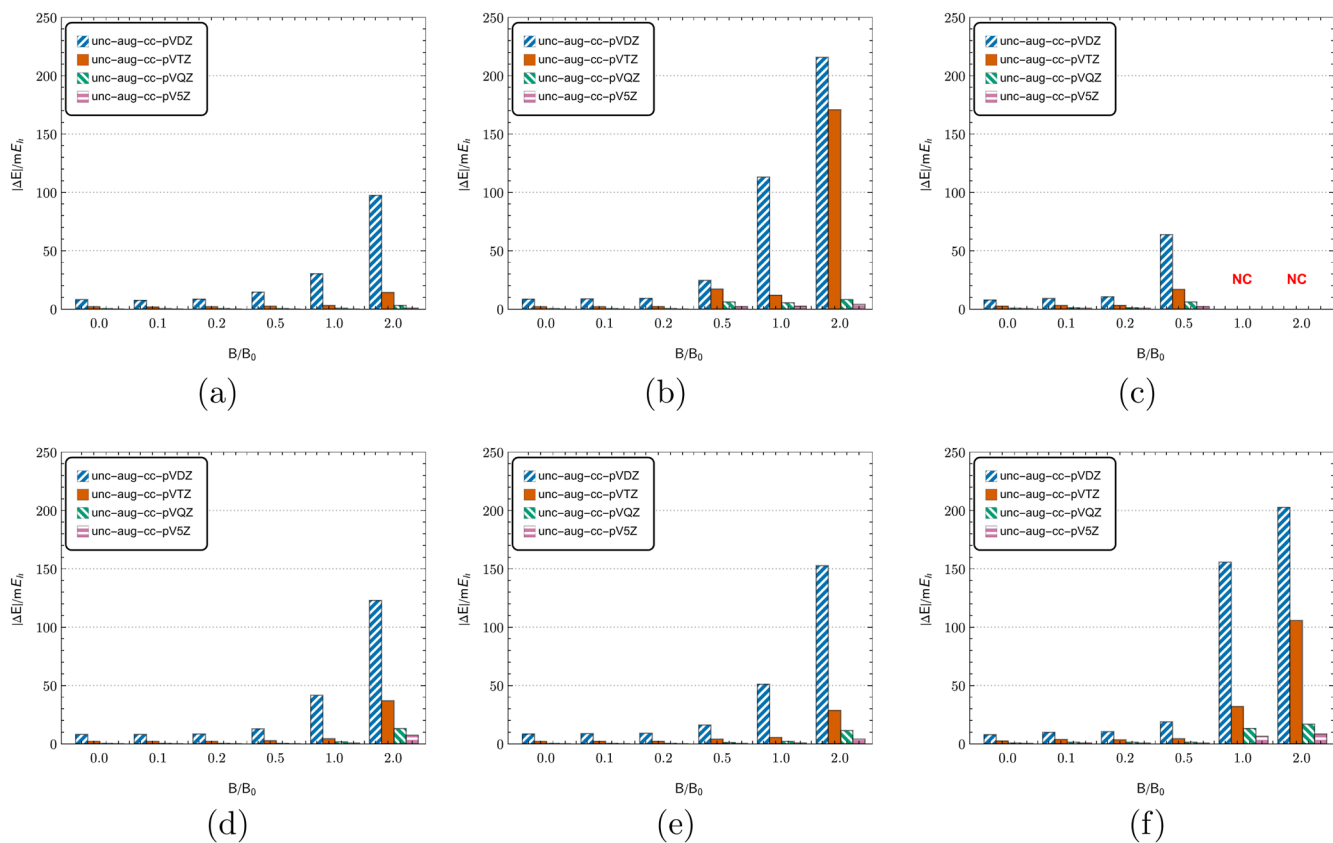 250
200
150
100
50
0
|ΔE|/mE_h
unc-aug-cc-pVDZ
unc-aug-cc-pVTZ
unc-aug-cc-pVQZ
unc-aug-cc-pV5Z
0.0 0.1 0.2 0.5 1.0 2.0
B/B₀
(a)
250
200
150
100
50
0
|ΔE|/mE_h
unc-aug-cc-pVDZ
unc-aug-cc-pVTZ
unc-aug-cc-pVQZ
unc-aug-cc-pV5Z
0.0 0.1 0.2 0.5 1.0 2.0
B/B₀
(b)
250
200
150
100
50
0
|ΔE|/mE_h
unc-aug-cc-pVDZ
unc-aug-cc-pVTZ
unc-aug-cc-pVQZ
unc-aug-cc-pV5Z
NC NC
0.0 0.1 0.2 0.5 1.0 2.0
B/B₀
(c)
250
200
150
100
50
0
|ΔE|/mE_h
unc-aug-cc-pVDZ
unc-aug-cc-pVTZ
unc-aug-cc-pVQZ
unc-aug-cc-pV5Z
0.0 0.1 0.2 0.5 1.0 2.0
B/B₀
(d)
250
200
150
100
50
0
|ΔE|/mE_h
unc-aug-cc-pVDZ
unc-aug-cc-pVTZ
unc-aug-cc-pVQZ
unc-aug-cc-pV5Z
0.0 0.1 0.2 0.5 1.0 2.0
B/B₀
(e)
250
200
150
100
50
0
|ΔE|/mE_h
unc-aug-cc-pVDZ
unc-aug-cc-pVTZ
unc-aug-cc-pVQZ
unc-aug-cc-pV5Z
0.0 0.1 0.2 0.5 1.0 2.0
B/B₀
(f)